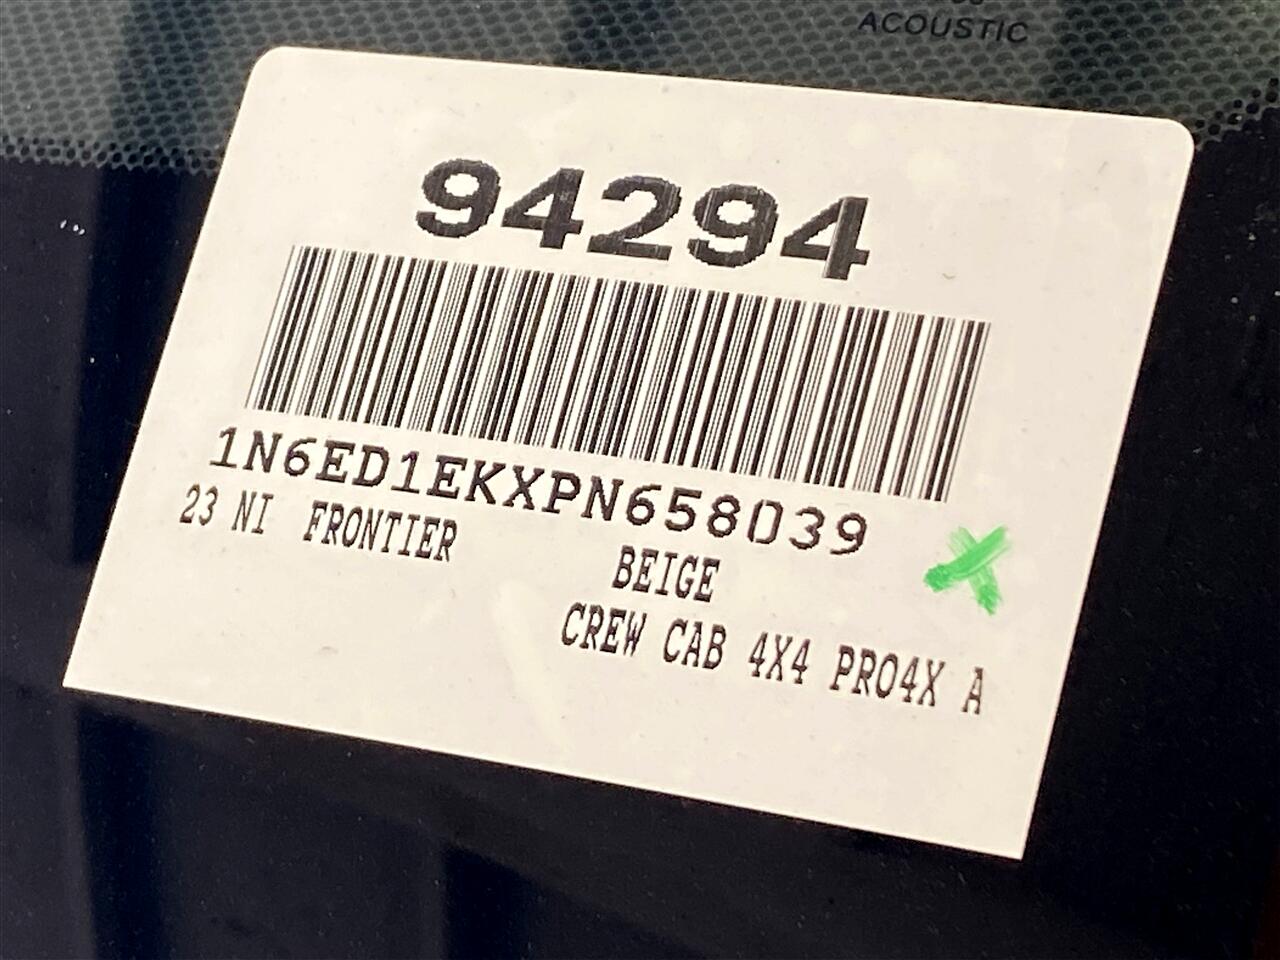 ACOUSTIC
94294
1N6ED1EKXPN658039
23 NI FRONTIER
BEIGE
CREW CAB 4X4 PRO4X A